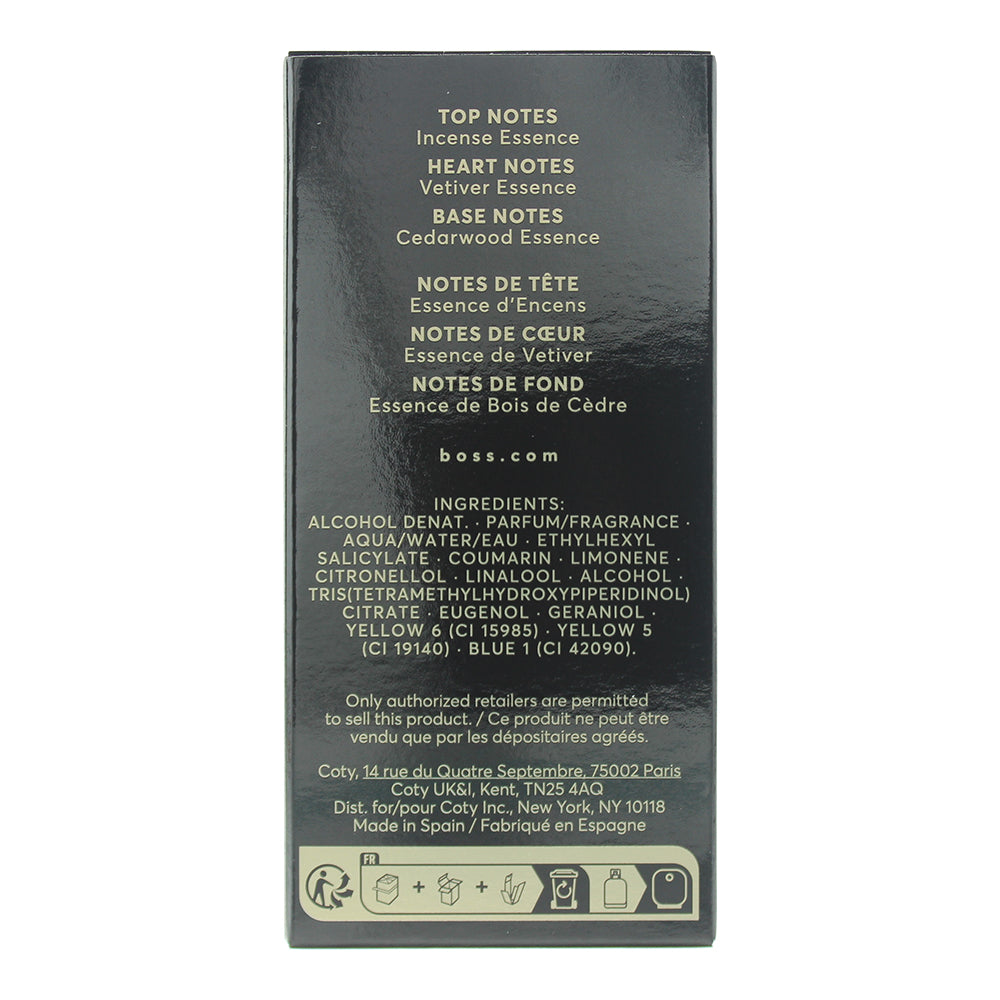 TOP NOTES
Incense Essence
HEART NOTES
Vetiver Essence
BASE NOTES
Cedarwood Essence
NOTES DE TÊTE
Essence d'Encens
NOTES DE CŒUR
Essence de Vetiver
NOTES DE FOND
Essence de Bois de Cèdre
boss.com
INGREDIENTS:
ALCOHOL DENAT. · PARFUM/FRAGRANCE ·
AQUA/WATER/EAU · ETHYLHEXYL
SALICYLATE · COUMARIN · LIMONENE ·
CITRONELLOL · LINALOOL · ALCOHOL ·
TRIS(TETRAMETHYLHYDROXYPIPERIDINOL)
CITRATE · EUGENOL · GERANIOL ·
YELLOW 6 (CI 15985) · YELLOW 5
(CI 19140) · BLUE 1 (CI 42090).
Only authorized retailers are permitted
to sell this product. / Ce produit ne peut être
vendu que par les dépositaires agréés.
Coty, 14 rue du Quatre Septembre, 75002 Paris
Coty UK&I, Kent, TN25 4AQ
Dist. for/pour Coty Inc., New York, NY 10118
Made in Spain / Fabriqué en Espagne
FR
+ +